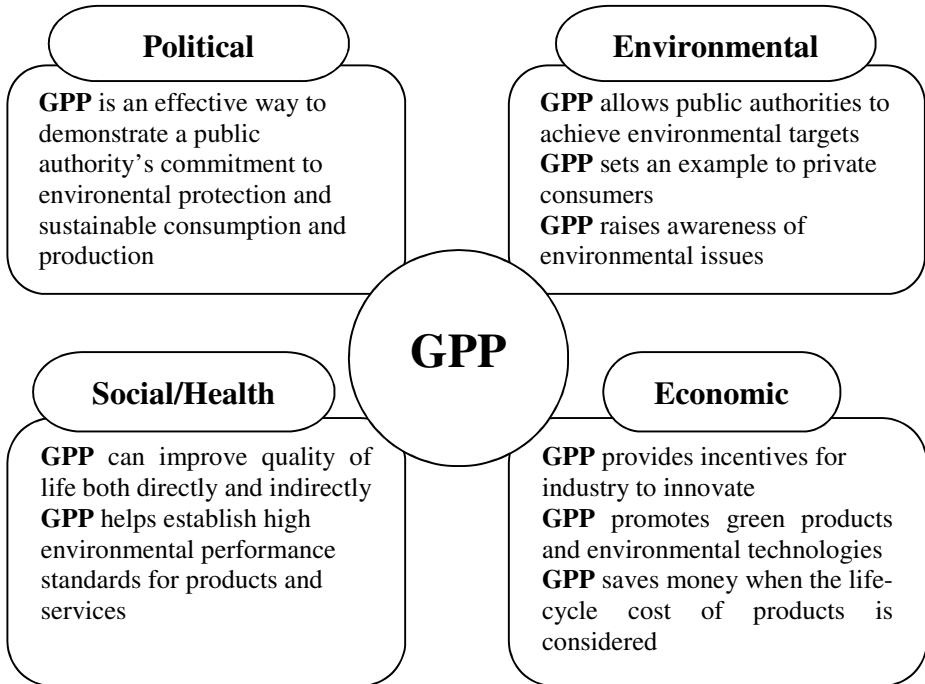 Political
GPP is an effective way to
demonstrate a public
authority’s commitment to
environental protection and
sustainable consumption and
production
Environmental
GPP allows public authorities to
achieve environmental targets
GPP sets an example to private
consumers
GPP raises awareness of
environmental issues
GPP
Social/Health
GPP can improve quality of
life both directly and indirectly
GPP helps establish high
environmental performance
standards for products and
services
Economic
GPP provides incentives for
industry to innovate
GPP promotes green products
and environmental technologies
GPP saves money when the life-
cycle cost of products is
considered